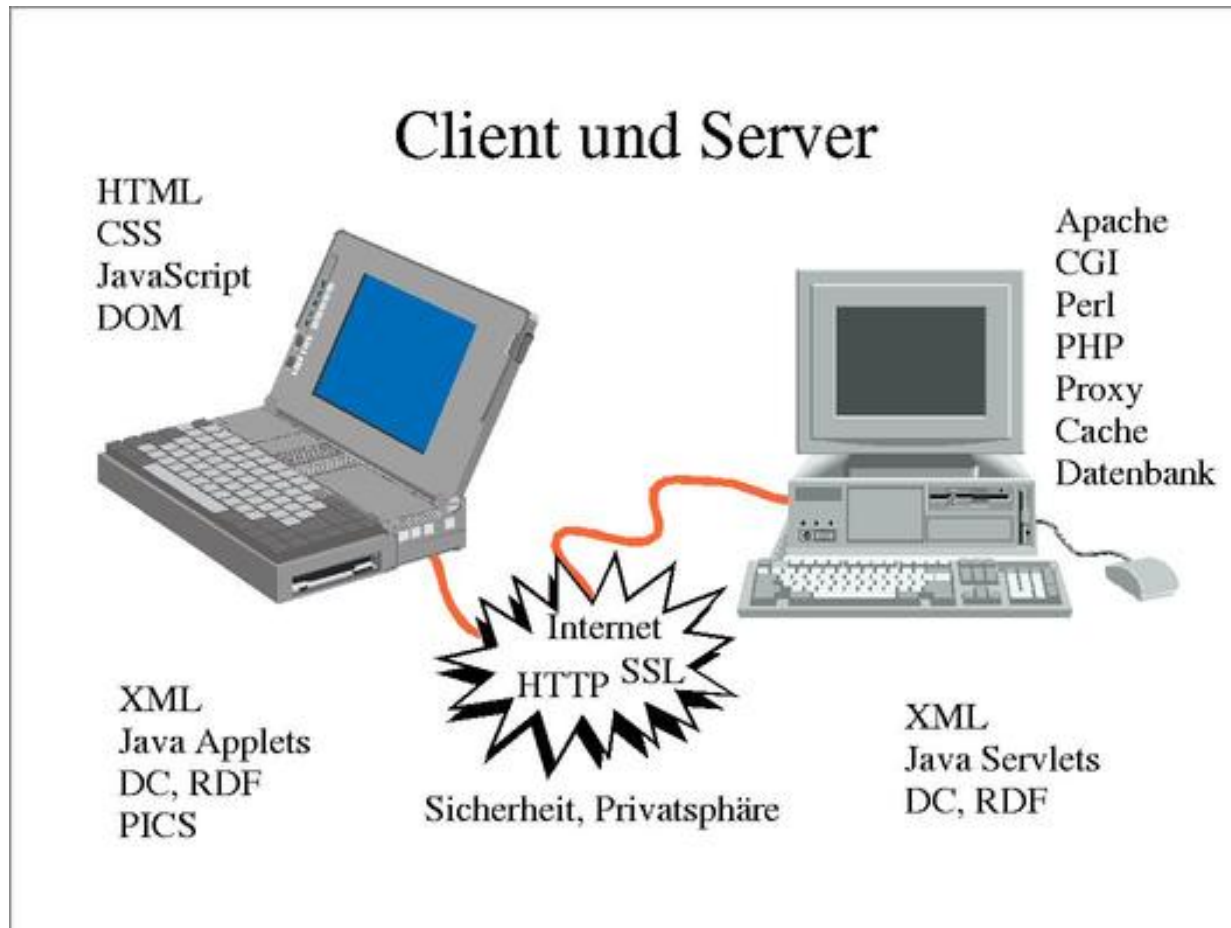 Client und Server
HTML
CSS
JavaScript
DOM
Apache
CGI
Perl
PHP
Proxy
Cache
Datenbank
Internet
HTTP SSL
XML
Java Applets
DC, RDF
PICS
Sicherheit, Privatsphäre
XML
Java Servlets
DC, RDF